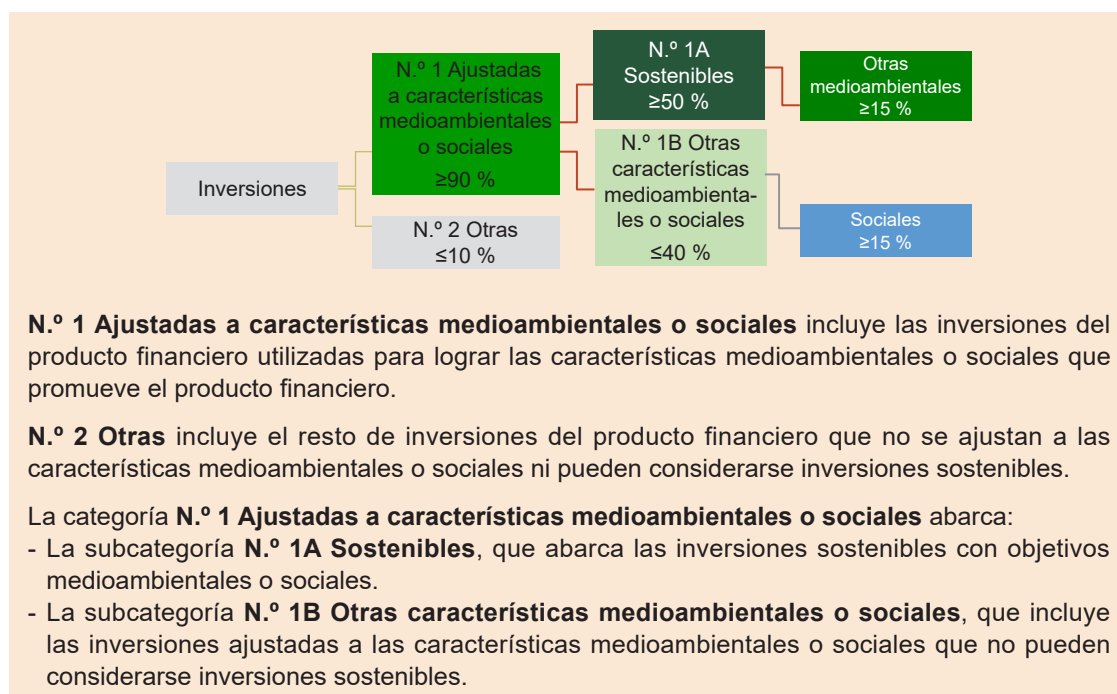 Inversiones
N.º 1 Ajustadas
a características
medioambientales
o sociales
≥90 %
N.º 2 Otras
≤10 %
N.º 1A
Sostenibles
≥50 %
N.º 1B Otras
características
medioambienta-
les o sociales
≤40 %
Otras
medioambientales
≥15 %
Sociales
≥15 %
N.º 1 Ajustadas a características medioambientales o sociales incluye las inversiones del
producto financiero utilizadas para lograr las características medioambientales o sociales que
promueve el producto financiero.
N.º 2 Otras incluye el resto de inversiones del producto financiero que no se ajustan a las
características medioambientales o sociales ni pueden considerarse inversiones sostenibles.
La categoría N.º 1 Ajustadas a características medioambientales o sociales abarca:
- La subcategoría N.º 1A Sostenibles, que abarca las inversiones sostenibles con objetivos
medioambientales o sociales.
- La subcategoría N.º 1B Otras características medioambientales o sociales, que incluye
las inversiones ajustadas a las características medioambientales o sociales que no pueden
considerarse inversiones sostenibles.